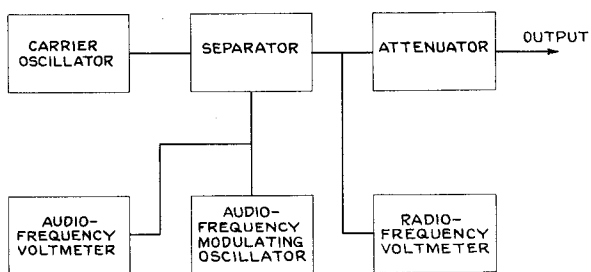 CARRIER
OSCILLATOR
SEPARATOR
ATTENUATOR
OUTPUT
AUDIO-
FREQUENCY
VOLTMETER
AUDIO-
FREQUENCY
MODULATING
OSCILLATOR
RADIO-
FREQUENCY
VOLTMETER